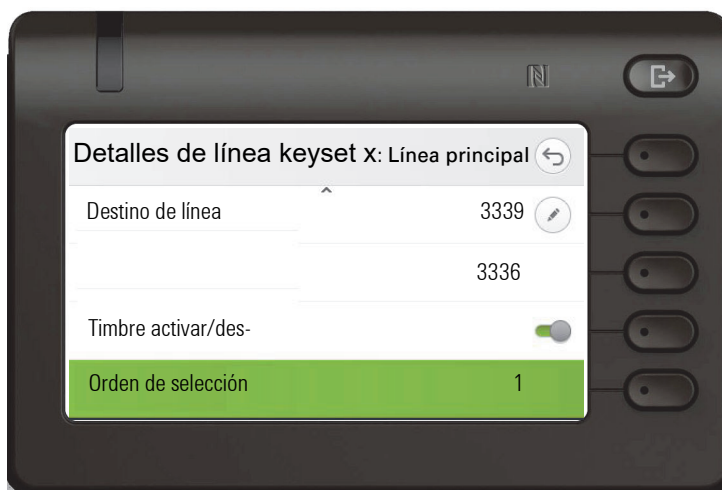 Detalles de línea keyset x: Línea principal
Destino de línea 3339
3336
Timbre activar/des-
Orden de selección 1